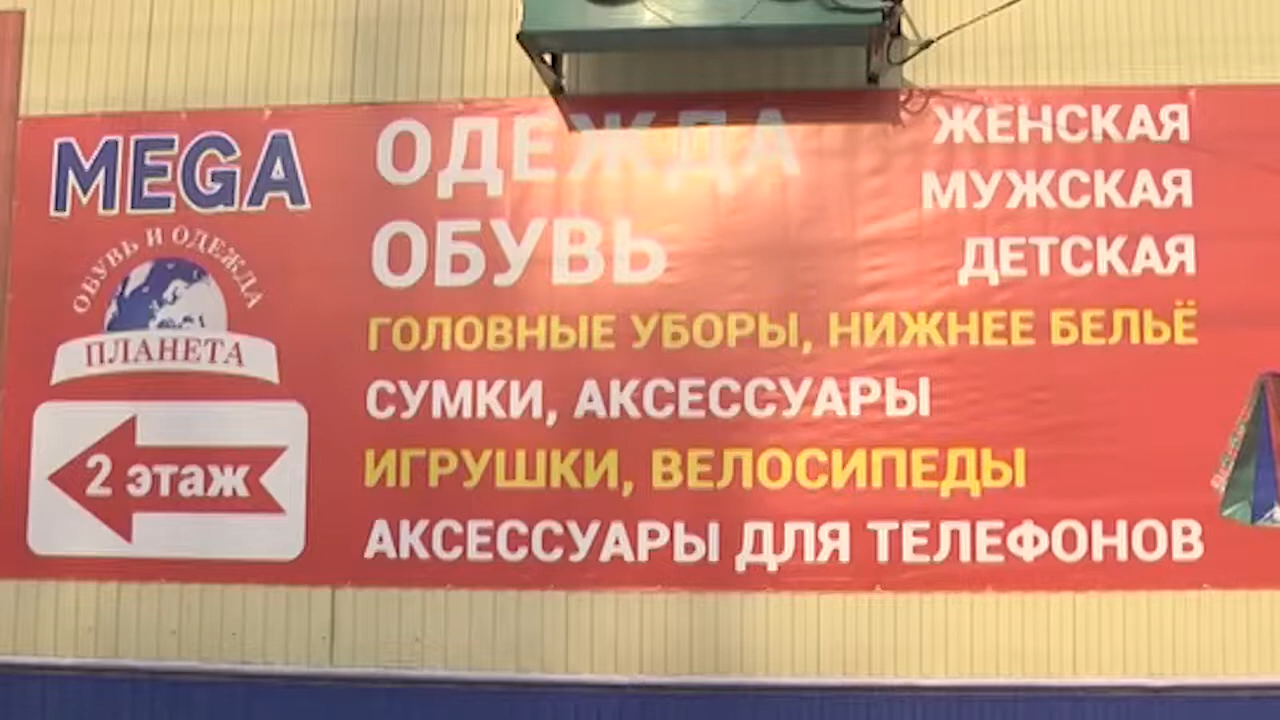 MEGA
ОБУВЬ И ОДЕЖДА
ПЛАНЕТА
2 этаж
ОДЕЖДА
ОБУВЬ
ЖЕНСКАЯ
МУЖСКАЯ
ДЕТСКАЯ
ГОЛОВНЫЕ УБОРЫ, НИЖНЕЕ БЕЛЬЁ
СУМКИ, АКСЕССУАРЫ
ИГРУШКИ, ВЕЛОСИПЕДЫ
АКСЕССУАРЫ ДЛЯ ТЕЛЕФОНОВ